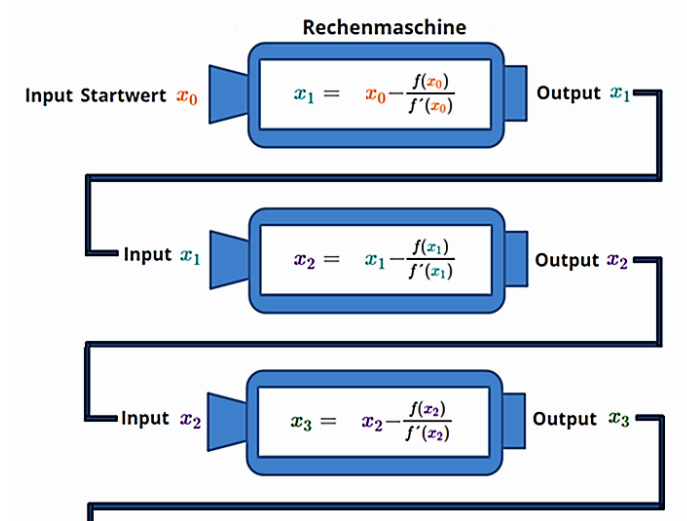 Rechenmaschine
Input Startwert x₀ x₁ = x₀ − f(x₀)/f´(x₀) Output x₁
Input x₁ x₂ = x₁ − f(x₁)/f´(x₁) Output x₂
Input x₂ x₃ = x₂ − f(x₂)/f´(x₂) Output x₃